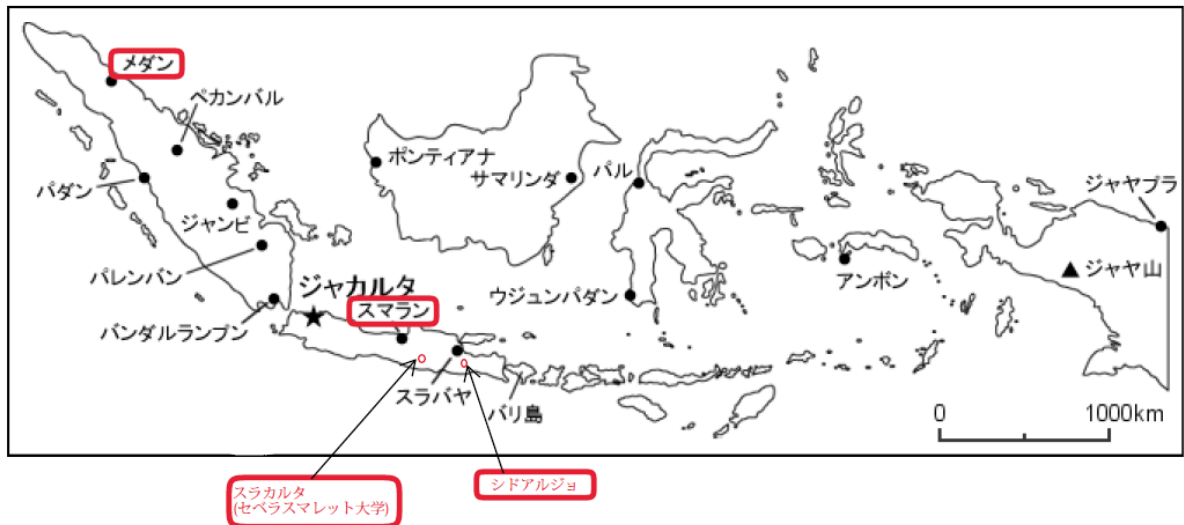 メダン
ペカンバル
パダン
ジャンビ
パレンバン
バンダルランプン
ジャカルタ
スマラン
スラバヤ
バリ島
ポンティアナ
サマリンダ
パル
ウジュンパダン
アンボン
ジャヤプラ
ジャヤ山
0 1000km
スラカルタ
(セベラスマレット大学)
シドアルジョ